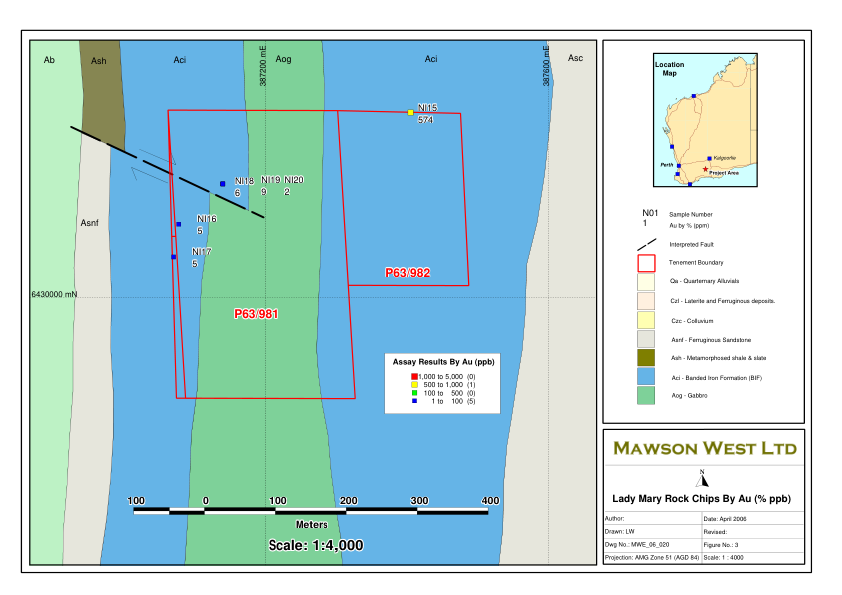 Ab
Ash
Aci
387200 mE
Aog
Aci
387600 mE
Asc
NI15
574
NI18 NI19 NI20
6 9 2
NI16
5
Asnf
NI17
5
P63/982
6430000 mN
P63/981
Assay Results By Au (ppb)
1,000 to 5,000 (0)
500 to 1,000 (1)
100 to 500 (0)
1 to 100 (5)
100 0 100 200 300 400
Meters
Scale: 1:4,000
Location
Map
Kalgoorlie
Perth
Project Area
N01
1
Sample Number
Au by % (ppm)
Interpreted Fault
Tenement Boundary
Qa - Quarternary Alluvials
Czl - Laterite and Ferruginous deposits.
Czc - Colluvium
Asnf - Ferruginous Sandstone
Ash - Metamorphosed shale & slate
Aci - Banded Iron Formation (BIF)
Aog - Gabbro
MAWSON WEST LTD
N
Lady Mary Rock Chips By Au (% ppb)
Author:
Date: April 2006
Drawn: LW
Revised:
Dwg No.: MWE_06_020
Figure No.: 3
Projection: AMG Zone 51 (AGD 84)
Scale: 1 : 4000